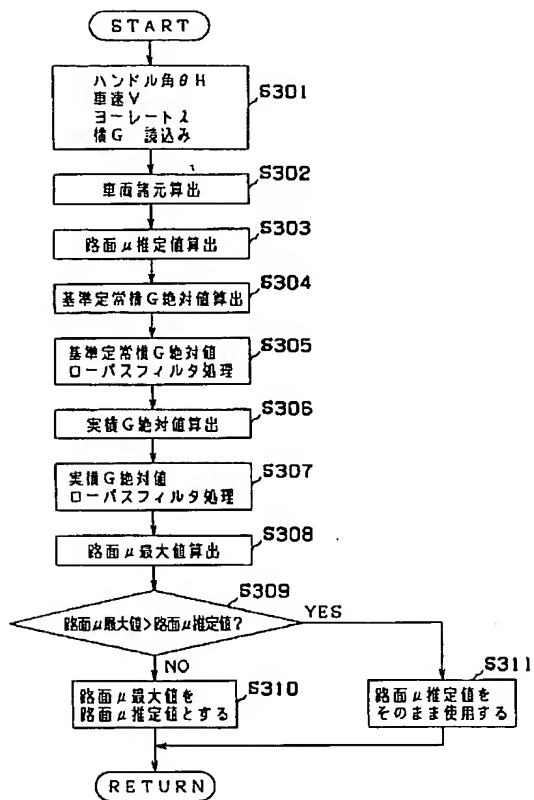 START
ハンドル角θH
車速V
ヨーレートλ
横G 読込み
S301
車両諸元算出
S302
路面μ推定値算出
S303
基準定常横G絶対値算出
S304
基準定常横G絶対値
ローパスフィルタ処理
S305
実横G絶対値算出
S306
実横G絶対値
ローパスフィルタ処理
S307
路面μ最大値算出
S308
路面μ最大値>路面μ推定値?
S309
YES
NO
路面μ最大値を
路面μ推定値とする
S310
路面μ推定値を
そのまま使用する
S311
RETURN